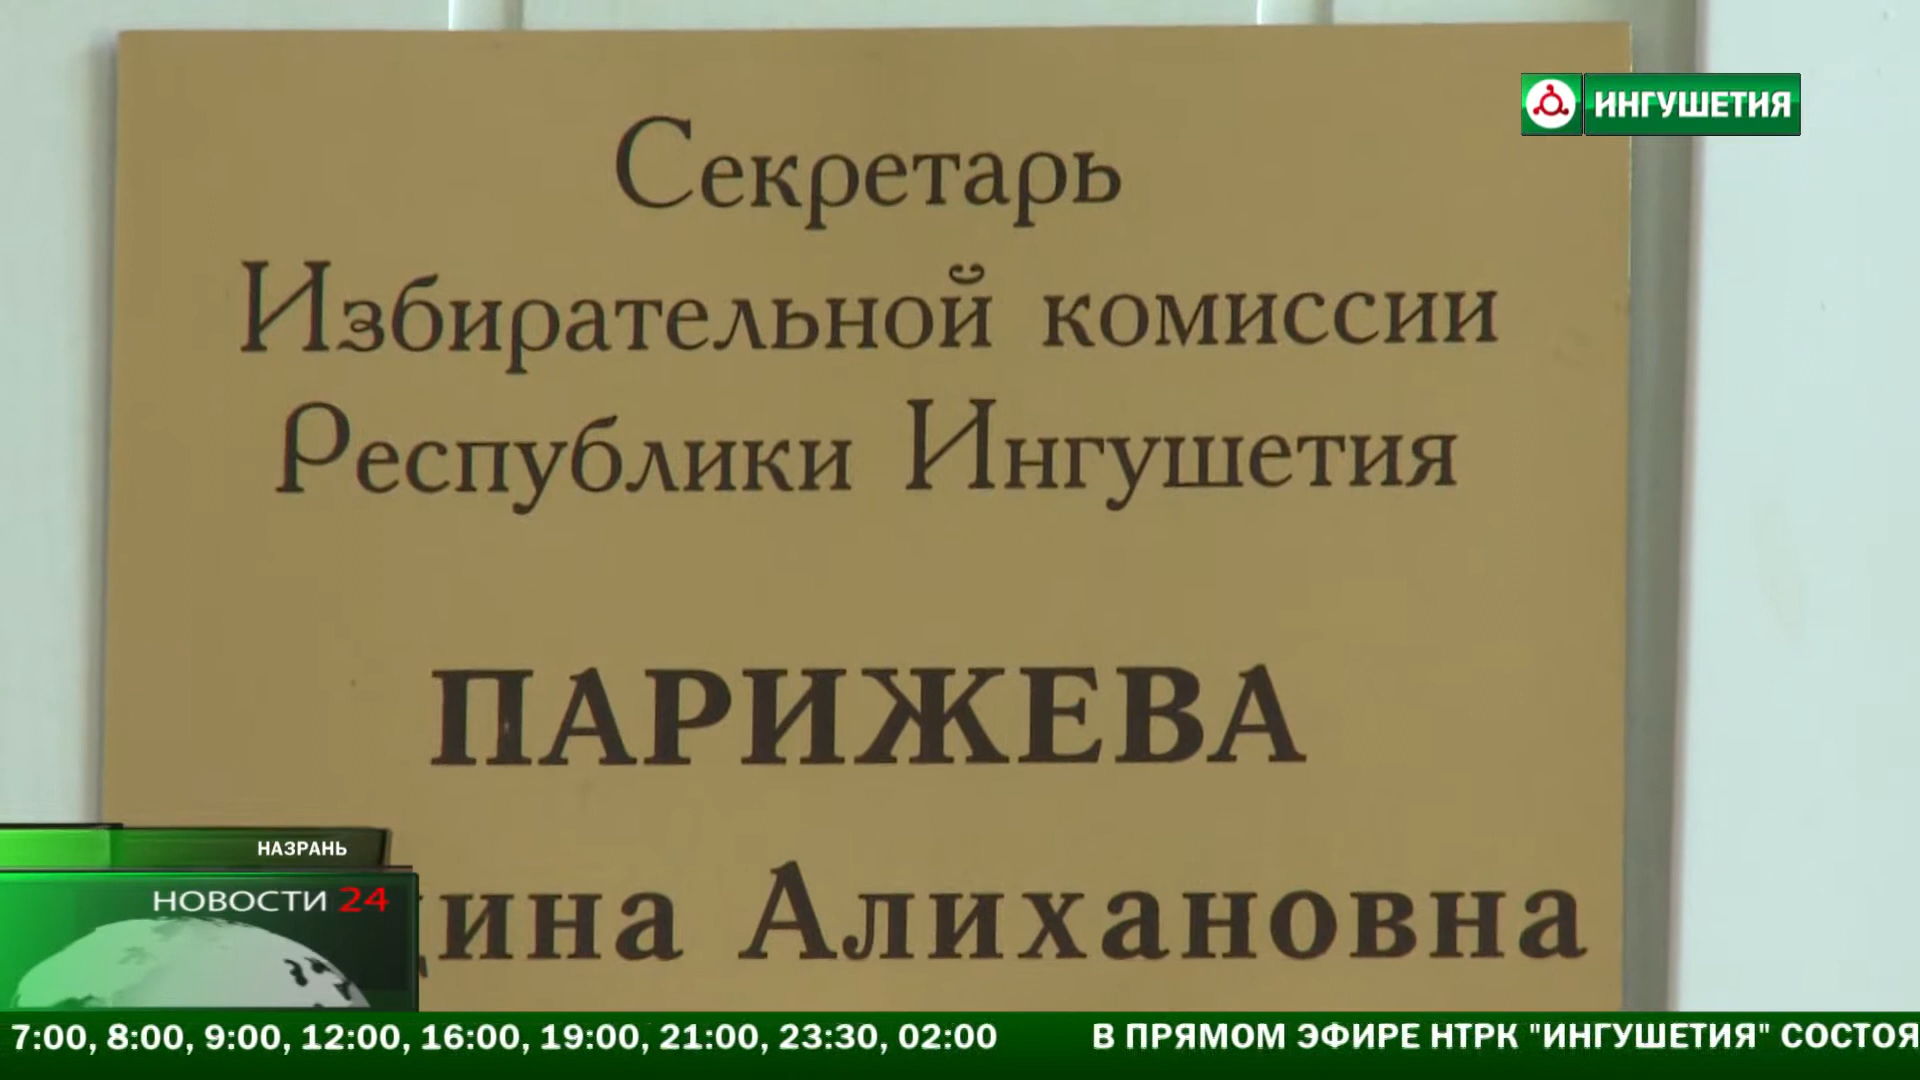 ИНГУШЕТИЯ
Секретарь
Избирательной комиссии
Республики Ингушетия
ПАРИЖЕВА
Алихановна
НАЗРАНЬ
НОВОСТИ 24
7:00, 8:00, 9:00, 12:00, 16:00, 19:00, 21:00, 23:30, 02:00 В ПРЯМОМ ЭФИРЕ НТРК "ИНГУШЕТИЯ"